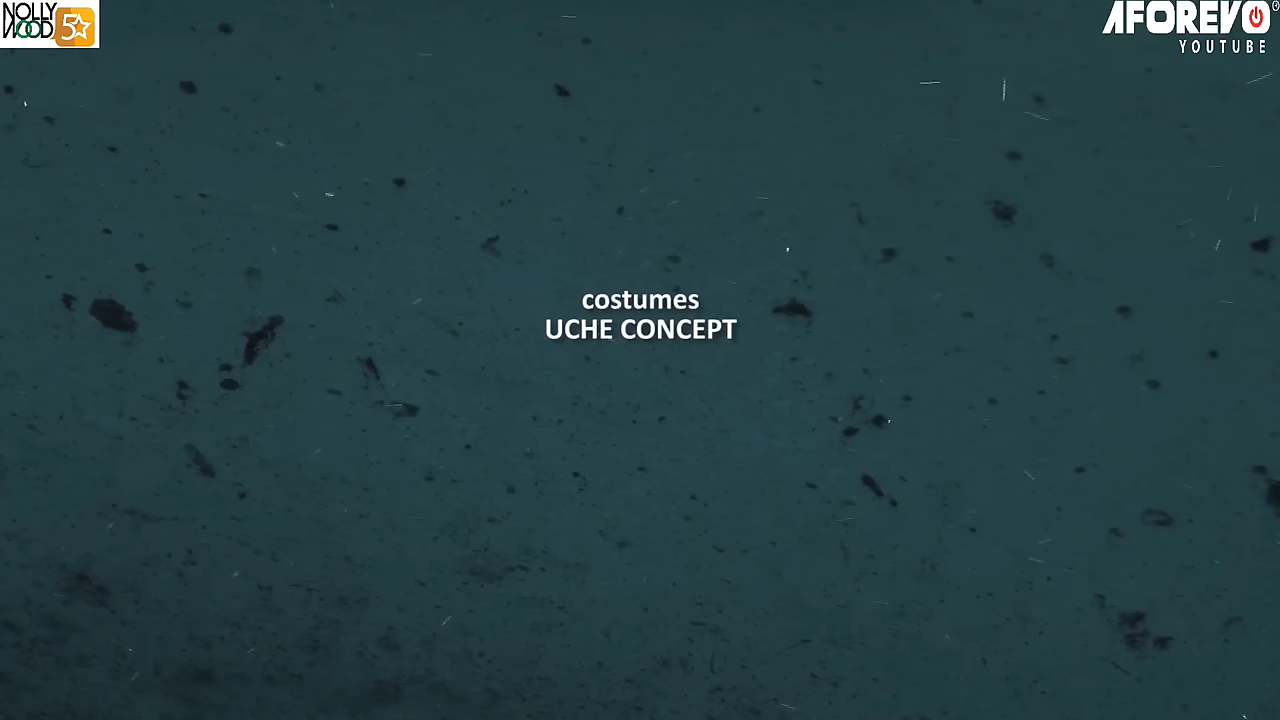 NOLLY
WOOD 5
AFOREVO
YOUTUBE
costumes
UCHE CONCEPT